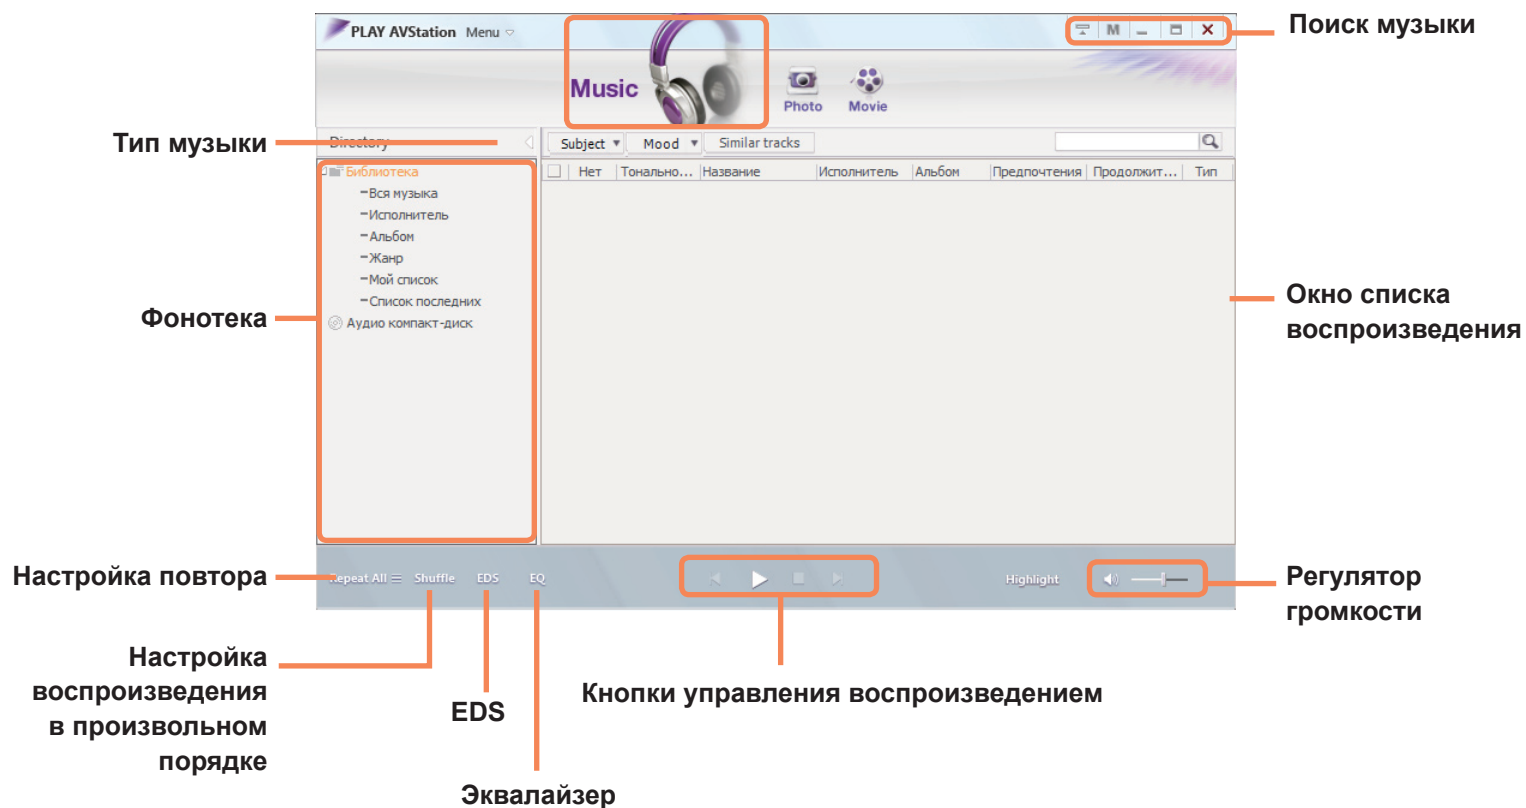 PLAY AVStation Menu
M
Поиск музыки
Music
Photo
Movie
Тип музыки
Directory
Subject
Mood
Similar tracks
Библиотека
Нет
Тонально...
Название
Исполнитель
Альбом
Предпочтения
Продолжит...
Тип
Вся музыка
Исполнитель
Альбом
Жанр
Мой список
Список последних
Аудио компакт-диск
Фонотека
Окно списка
воспроизведения
Настройка повтора
Repeat All
Shuffle
EDS
EQ
Highlight
Регулятор
громкости
Настройка
воспроизведения
в произвольном
порядке
EDS
Кнопки управления воспроизведением
Эквалайзер